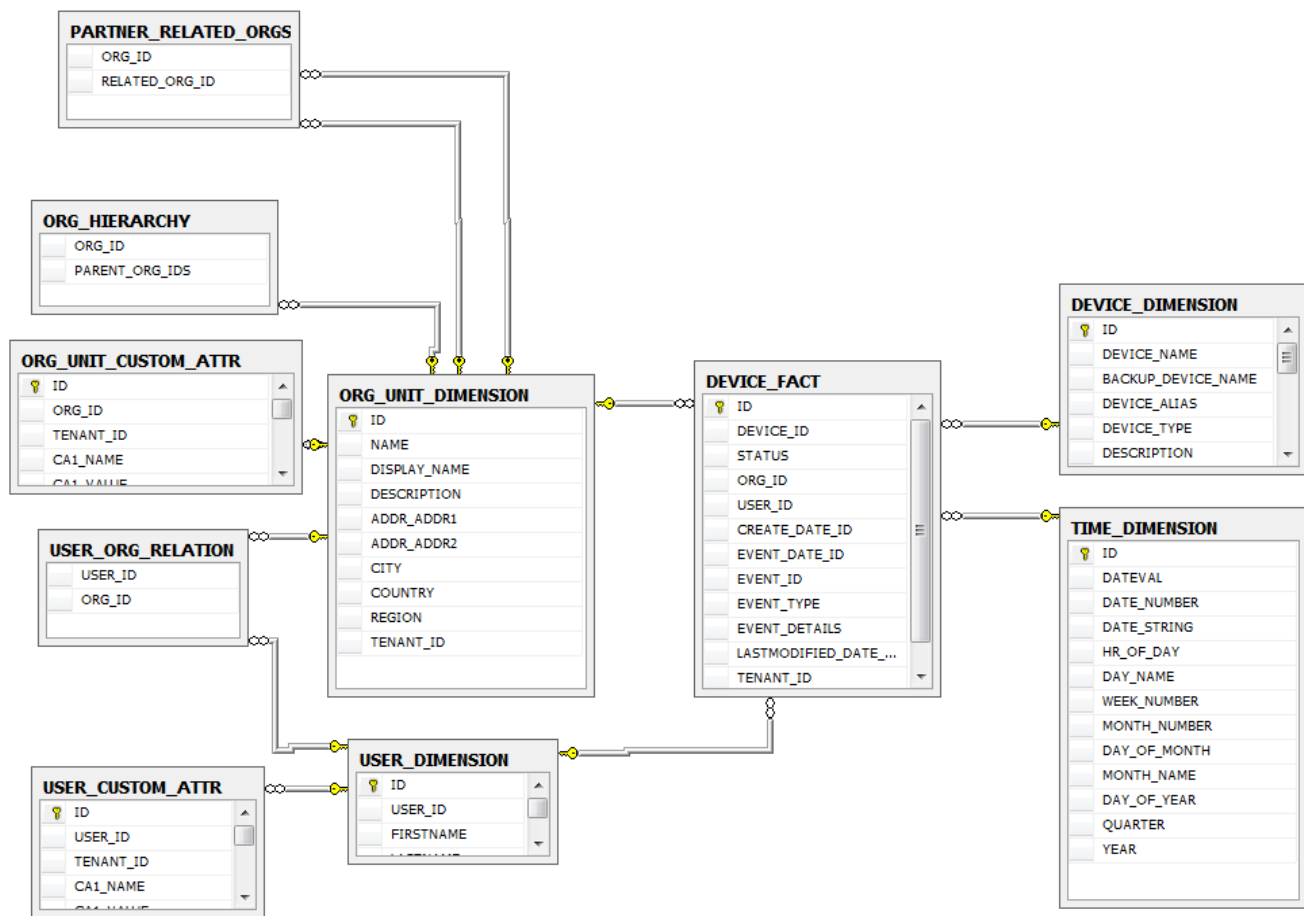 PARTNER_RELATED_ORGS
ORG_ID
RELATED_ORG_ID
ORG_HIERARCHY
ORG_ID
PARENT_ORG_IDS
ORG_UNIT_CUSTOM_ATTR
ID
ORG_ID
TENANT_ID
CA1_NAME
CA1_VALUE
USER_ORG_RELATION
USER_ID
ORG_ID
USER_CUSTOM_ATTR
ID
USER_ID
TENANT_ID
CA1_NAME
CA1_VALUE
ORG_UNIT_DIMENSION
ID
NAME
DISPLAY_NAME
DESCRIPTION
ADDR_ADDR1
ADDR_ADDR2
CITY
COUNTRY
REGION
TENANT_ID
USER_DIMENSION
ID
USER_ID
FIRSTNAME
LASTNAME
DEVICE_FACT
ID
DEVICE_ID
STATUS
ORG_ID
USER_ID
CREATE_DATE_ID
EVENT_DATE_ID
EVENT_ID
EVENT_TYPE
EVENT_DETAILS
LASTMODIFIED_DATE_...
TENANT_ID
DEVICE_DIMENSION
ID
DEVICE_NAME
BACKUP_DEVICE_NAME
DEVICE_ALIAS
DEVICE_TYPE
DESCRIPTION
TIME_DIMENSION
ID
DATEVAL
DATE_NUMBER
DATE_STRING
HR_OF_DAY
DAY_NAME
WEEK_NUMBER
MONTH_NUMBER
DAY_OF_MONTH
MONTH_NAME
DAY_OF_YEAR
QUARTER
YEAR